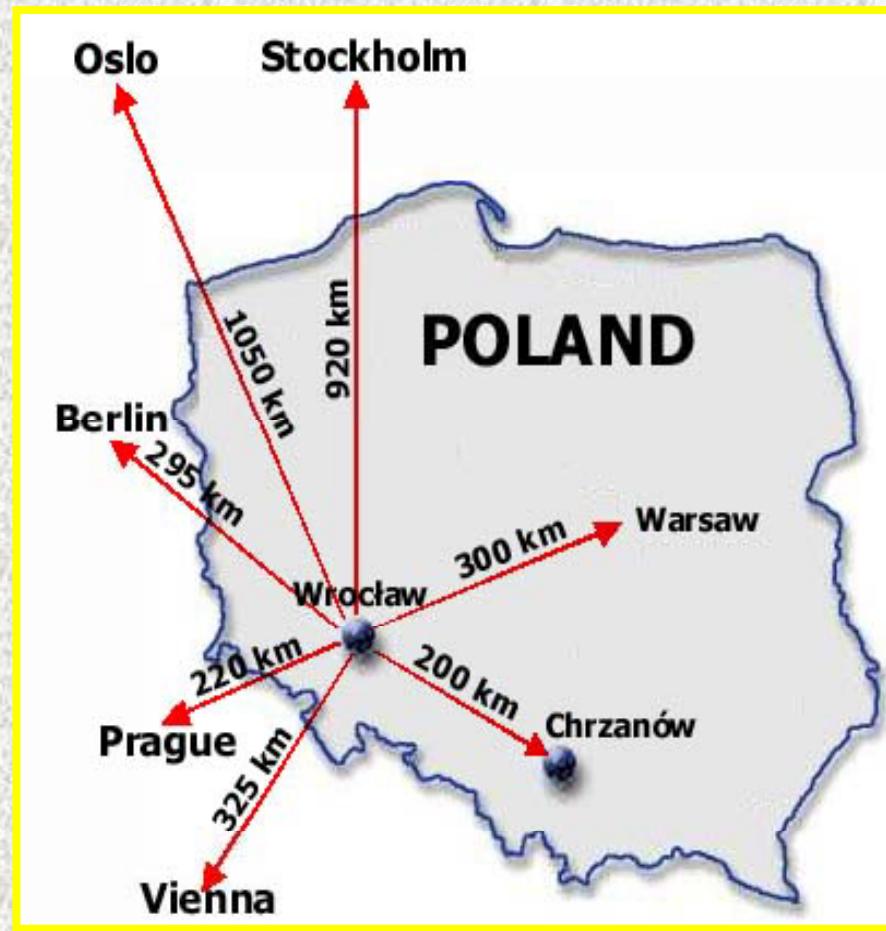 Oslo
Stockholm
1050 km
920 km
POLAND
Berlin
295 km
300 km
Warsaw
Wrocław
220 km
200 km
Prague
325 km
Chrzanów
Vienna